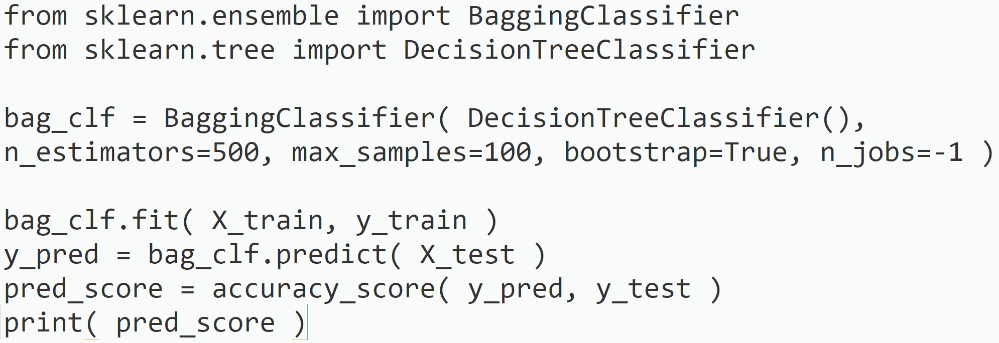 from sklearn.ensemble import BaggingClassifier
from sklearn.tree import DecisionTreeClassifier
bag_clf = BaggingClassifier( DecisionTreeClassifier(),
n_estimators=500, max_samples=100, bootstrap=True, n_jobs=-1 )
bag_clf.fit( X_train, y_train )
y_pred = bag_clf.predict( X_test )
pred_score = accuracy_score( y_pred, y_test )
print( pred_score )